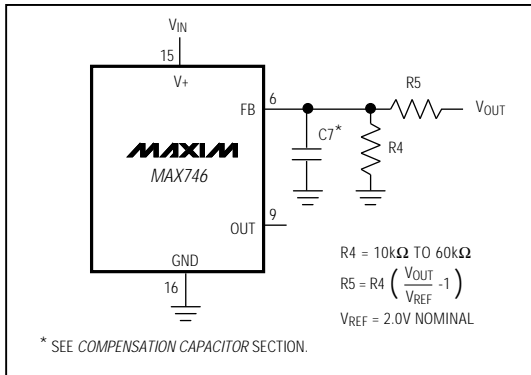 VIN
15
V+
FB
6
R5
VOUT
C7*
R4
MAXIM
MAX746
9
OUT
GND
16
R4 = 10kΩ TO 60kΩ
R5 = R4 ( VOUT / VREF -1 )
VREF = 2.0V NOMINAL
* SEE COMPENSATION CAPACITOR SECTION.